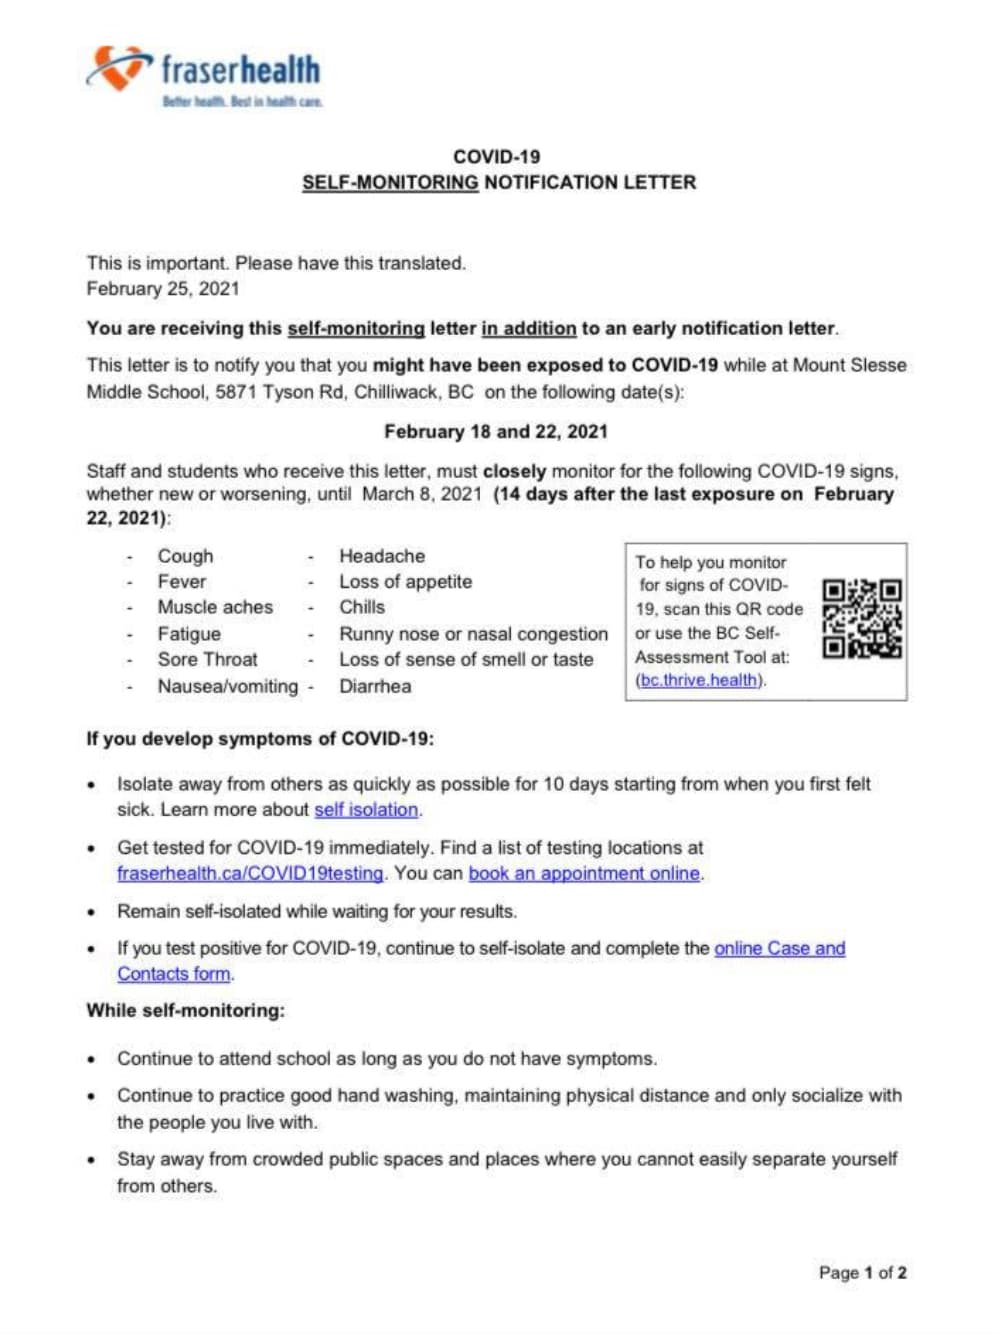 fraserhealth
Better health. Best in health care.
COVID-19
SELF-MONITORING NOTIFICATION LETTER
This is important. Please have this translated.
February 25, 2021
You are receiving this self-monitoring letter in addition to an early notification letter.
This letter is to notify you that you might have been exposed to COVID-19 while at Mount Slesse
Middle School, 5871 Tyson Rd, Chilliwack, BC on the following date(s):
February 18 and 22, 2021
Staff and students who receive this letter, must closely monitor for the following COVID-19 signs,
whether new or worsening, until March 8, 2021 (14 days after the last exposure on February
22, 2021):
- Cough
- Fever
- Muscle aches
- Fatigue
- Sore Throat
- Nausea/vomiting
- Headache
- Loss of appetite
- Chills
- Runny nose or nasal congestion
- Loss of sense of smell or taste
- Diarrhea
To help you monitor
for signs of COVID-
19, scan this QR code
or use the BC Self-
Assessment Tool at:
(bc.thrive.health).
If you develop symptoms of COVID-19:
• Isolate away from others as quickly as possible for 10 days starting from when you first felt
sick. Learn more about self isolation.
• Get tested for COVID-19 immediately. Find a list of testing locations at
fraserhealth.ca/COVID19testing. You can book an appointment online.
• Remain self-isolated while waiting for your results.
• If you test positive for COVID-19, continue to self-isolate and complete the online Case and
Contacts form.
While self-monitoring:
• Continue to attend school as long as you do not have symptoms.
• Continue to practice good hand washing, maintaining physical distance and only socialize with
the people you live with.
• Stay away from crowded public spaces and places where you cannot easily separate yourself
from others.
Page 1 of 2